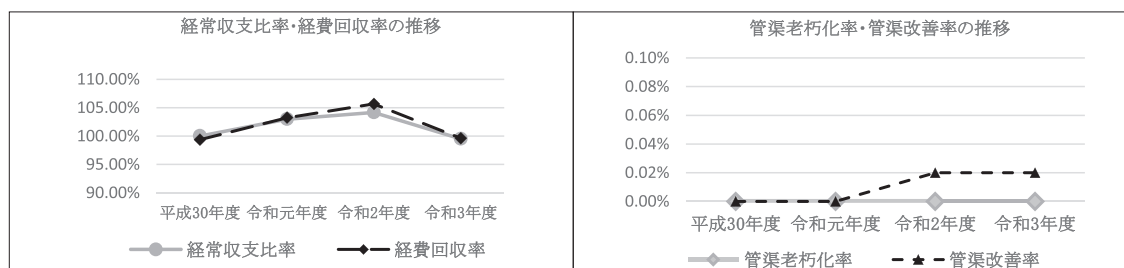 経常収支比率・経費回収率の推移
110.00%
105.00%
100.00%
95.00%
90.00%
平成30年度 令和元年度 令和2年度 令和3年度
経常収支比率 経費回収率
管渠老朽化率・管渠改善率の推移
0.10%
0.08%
0.06%
0.04%
0.02%
0.00%
平成30年度 令和元年度 令和2年度 令和3年度
管渠老朽化率 管渠改善率